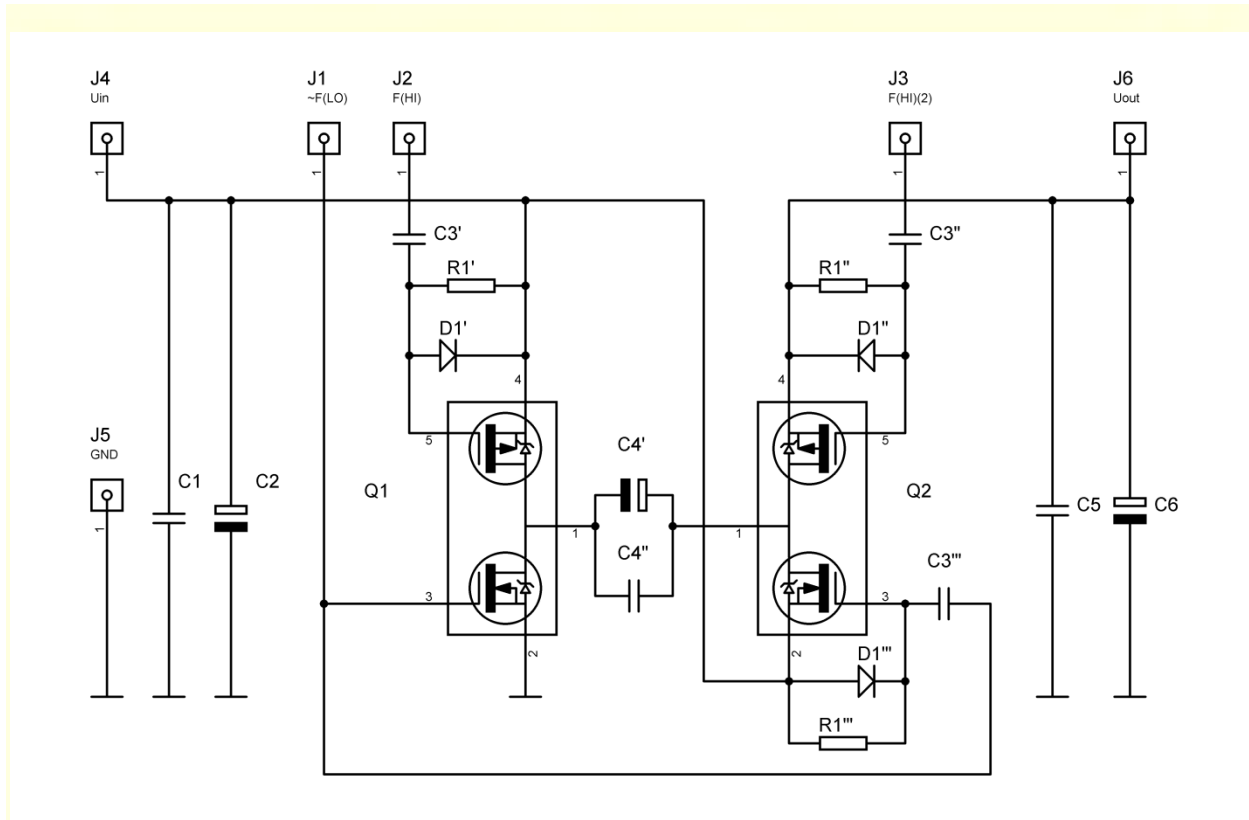 J4
Uin
J1
~F(LO)
J2
F(HI)
J3
F(HI)(2)
J6
Uout
1
1
1
1
1
C3'
C3"
R1'
R1"
D1'
D1"
4
4
J5
GND
5
5
C4'
C1
C2
Q1
Q2
C5
C6
1
1
1
C4"
C3'''
3
3
2
2
D1'''
R1'''